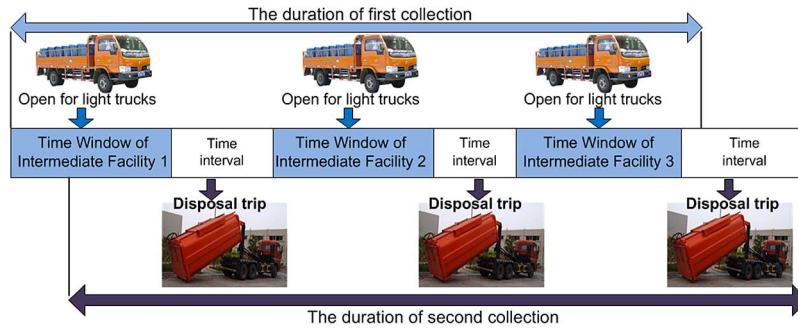 The duration of first collection
Open for light trucks
Open for light trucks
Open for light trucks
Time Window of
Intermediate Facility 1
Time
interval
Time Window of
Intermediate Facility 2
Time
interval
Time Window of
Intermediate Facility 3
Time
interval
Disposal trip
Disposal trip
Disposal trip
The duration of second collection